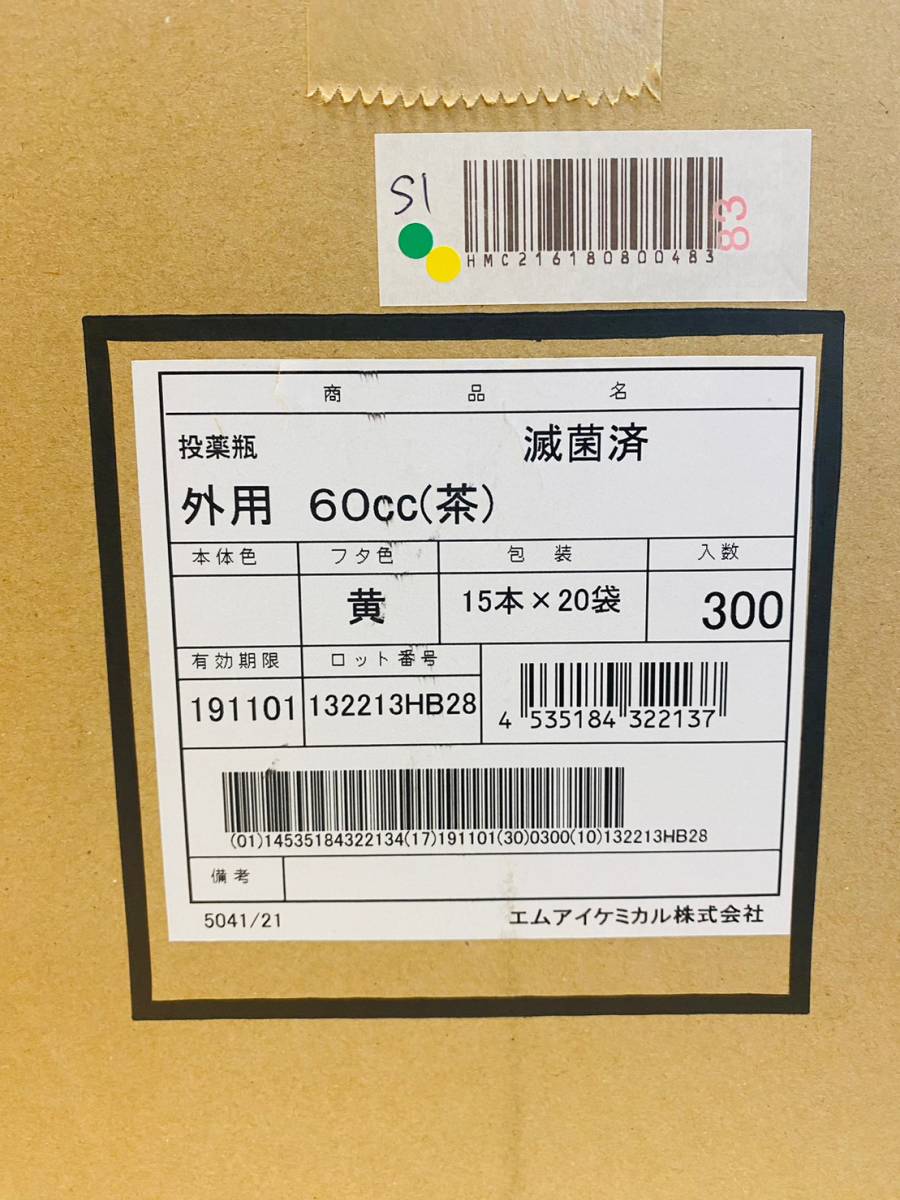 S1
83
HMC216180800483
商品名
投薬瓶 滅菌済
外用 60cc(茶)
本体色 フタ色 包装 入数
黄 15本×20袋 300
有効期限 ロット番号
191101 132213HB28
4 535184 322137
(01)14535184322134(17)191101(30)0300(10)132213HB28
備考
5041/21 エムアイケミカル株式会社